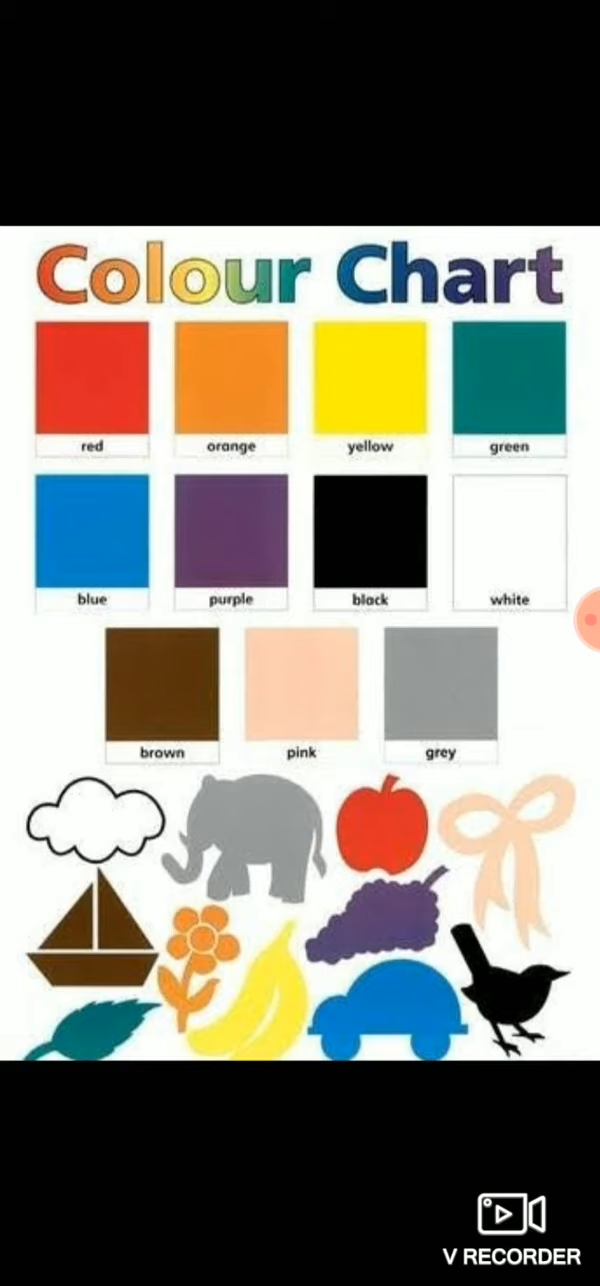 Colour Chart
red orange yellow green
blue purple black white
brown pink grey
V RECORDER